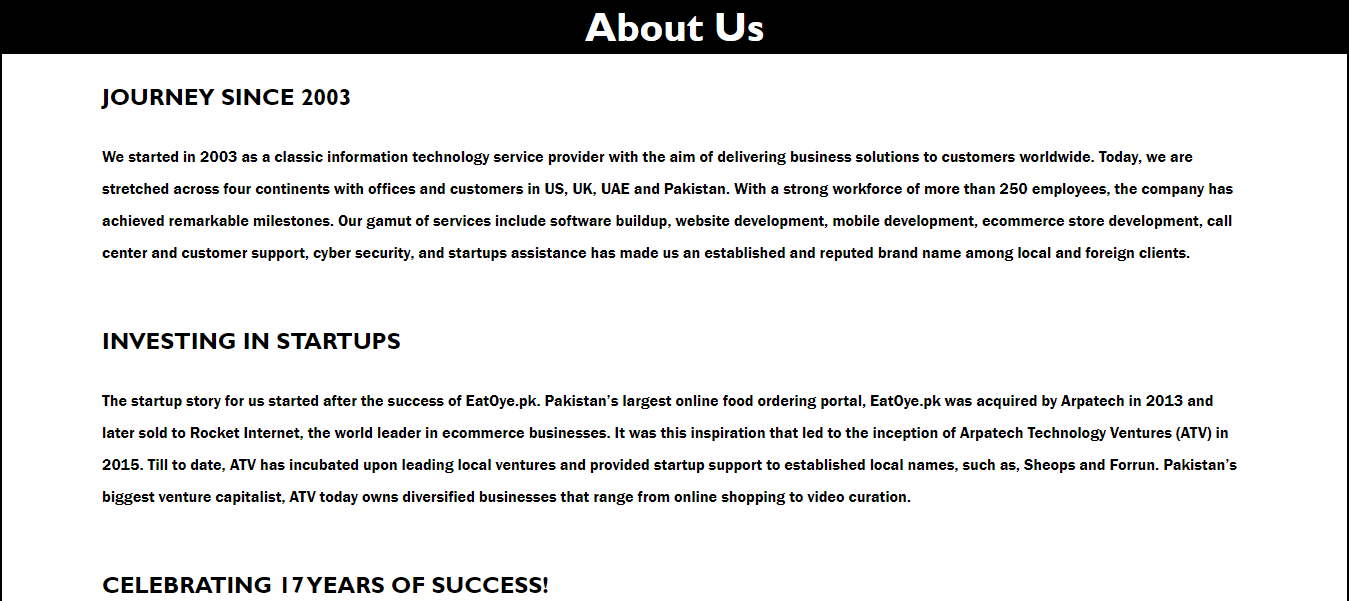 About Us
JOURNEY SINCE 2003
We started in 2003 as a classic information technology service provider with the aim of delivering business solutions to customers worldwide. Today, we are
stretched across four continents with offices and customers in US, UK, UAE and Pakistan. With a strong workforce of more than 250 employees, the company has
achieved remarkable milestones. Our gamut of services include software buildup, website development, mobile development, ecommerce store development, call
center and customer support, cyber security, and startups assistance has made us an established and reputed brand name among local and foreign clients.
INVESTING IN STARTUPS
The startup story for us started after the success of EatOye.pk. Pakistan’s largest online food ordering portal, EatOye.pk was acquired by Arpatech in 2013 and
later sold to Rocket Internet, the world leader in ecommerce businesses. It was this inspiration that led to the inception of Arpatech Technology Ventures (ATV) in
2015. Till to date, ATV has incubated upon leading local ventures and provided startup support to established local names, such as, Sheops and Forrun. Pakistan’s
biggest venture capitalist, ATV today owns diversified businesses that range from online shopping to video curation.
CELEBRATING 17 YEARS OF SUCCESS!